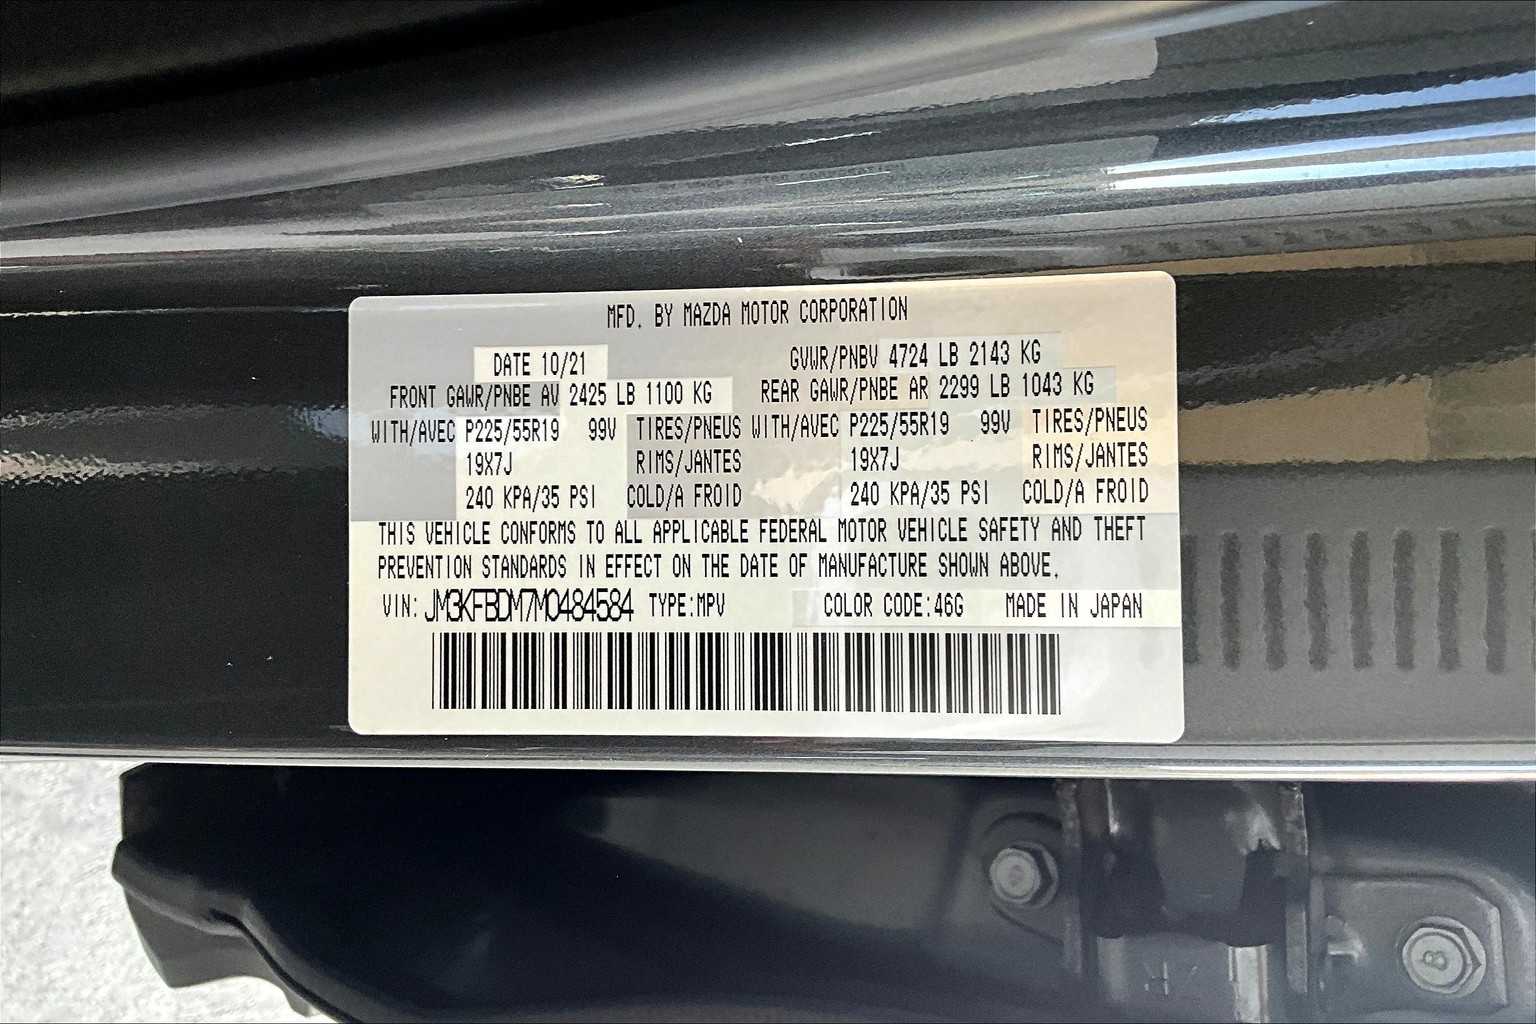 MFD. BY MAZDA MOTOR CORPORATION
DATE 10/21 GVWR/PNBV 4724 LB 2143 KG
FRONT GAWR/PNBE AV 2425 LB 1100 KG REAR GAWR/PNBE AR 2299 LB 1043 KG
WITH/AVEC P225/55R19 99V TIRES/PNEUS WITH/AVEC P225/55R19 99V TIRES/PNEUS
19X7J RIMS/JANTES 19X7J RIMS/JANTES
240 KPA/35 PSI COLD/A FROID 240 KPA/35 PSI COLD/A FROID
THIS VEHICLE CONFORMS TO ALL APPLICABLE FEDERAL MOTOR VEHICLE SAFETY AND THEFT
PREVENTION STANDARDS IN EFFECT ON THE DATE OF MANUFACTURE SHOWN ABOVE.
VIN: JM3KFBDM7M0484584 TYPE:MPV COLOR CODE:46G MADE IN JAPAN
8